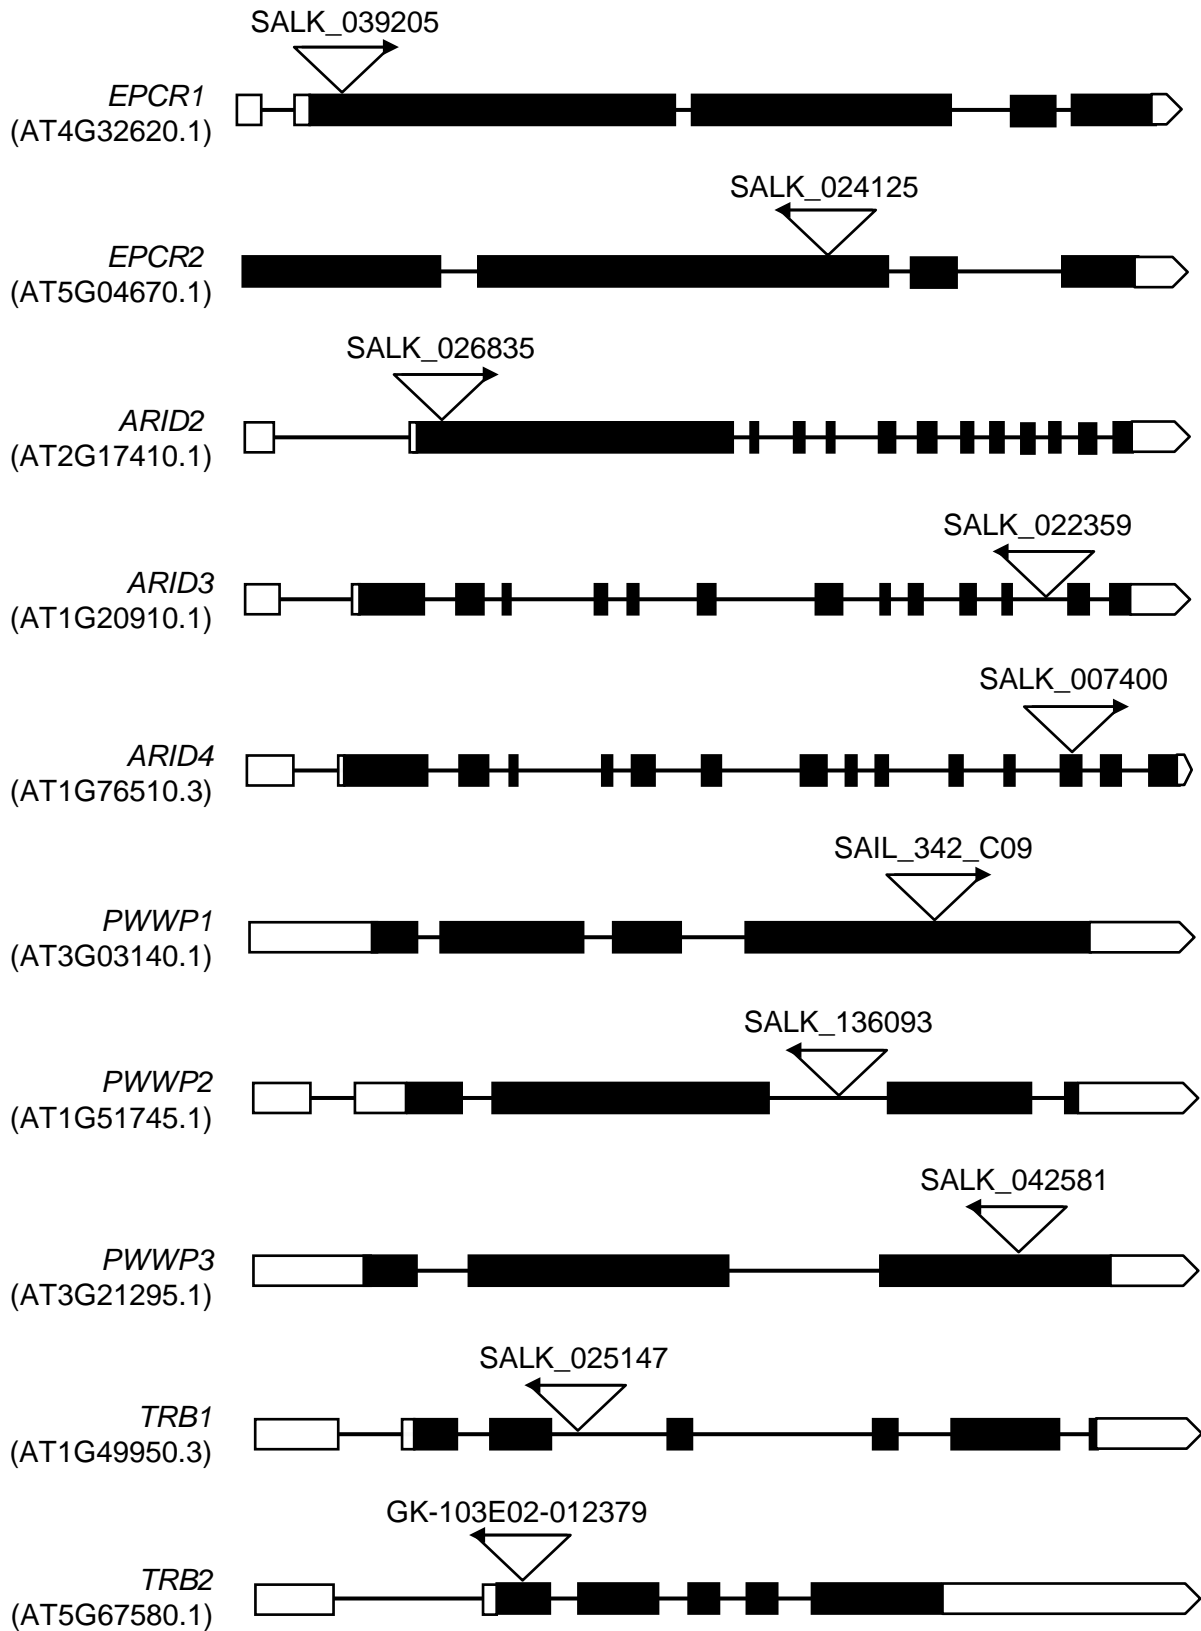 SALK_039205
EPCR1
(AT4G32620.1)
SALK_024125
EPCR2
(AT5G04670.1)
SALK_026835
ARID2
(AT2G17410.1)
SALK_022359
ARID3
(AT1G20910.1)
SALK_007400
ARID4
(AT1G76510.3)
SAIL_342_C09
PWWP1
(AT3G03140.1)
SALK_136093
PWWP2
(AT1G51745.1)
SALK_042581
PWWP3
(AT3G21295.1)
SALK_025147
TRB1
(AT1G49950.3)
GK-103E02-012379
TRB2
(AT5G67580.1)